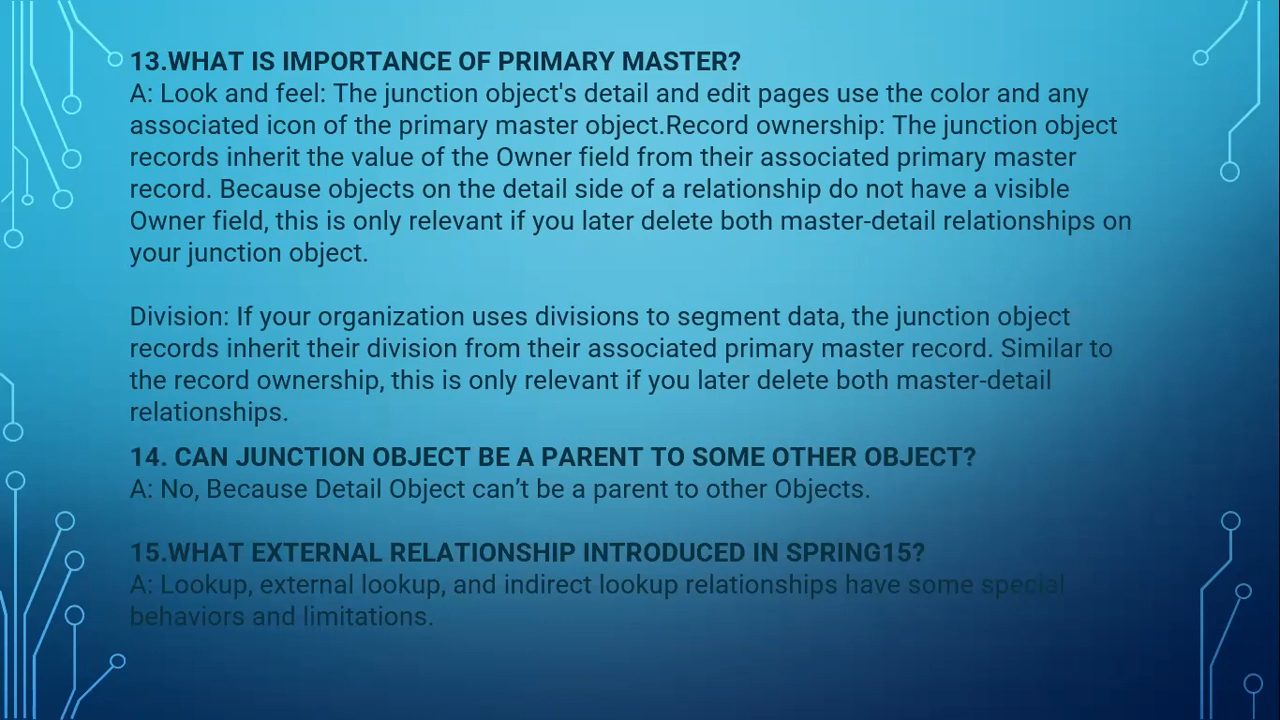 13.WHAT IS IMPORTANCE OF PRIMARY MASTER?
A: Look and feel: The junction object's detail and edit pages use the color and any
associated icon of the primary master object.Record ownership: The junction object
records inherit the value of the Owner field from their associated primary master
record. Because objects on the detail side of a relationship do not have a visible
Owner field, this is only relevant if you later delete both master-detail relationships on
your junction object.
Division: If your organization uses divisions to segment data, the junction object
records inherit their division from their associated primary master record. Similar to
the record ownership, this is only relevant if you later delete both master-detail
relationships.
14. CAN JUNCTION OBJECT BE A PARENT TO SOME OTHER OBJECT?
A: No, Because Detail Object can’t be a parent to other Objects.
15.WHAT EXTERNAL RELATIONSHIP INTRODUCED IN SPRING15?
A: Lookup, external lookup, and indirect lookup relationships have some special
behaviors and limitations.